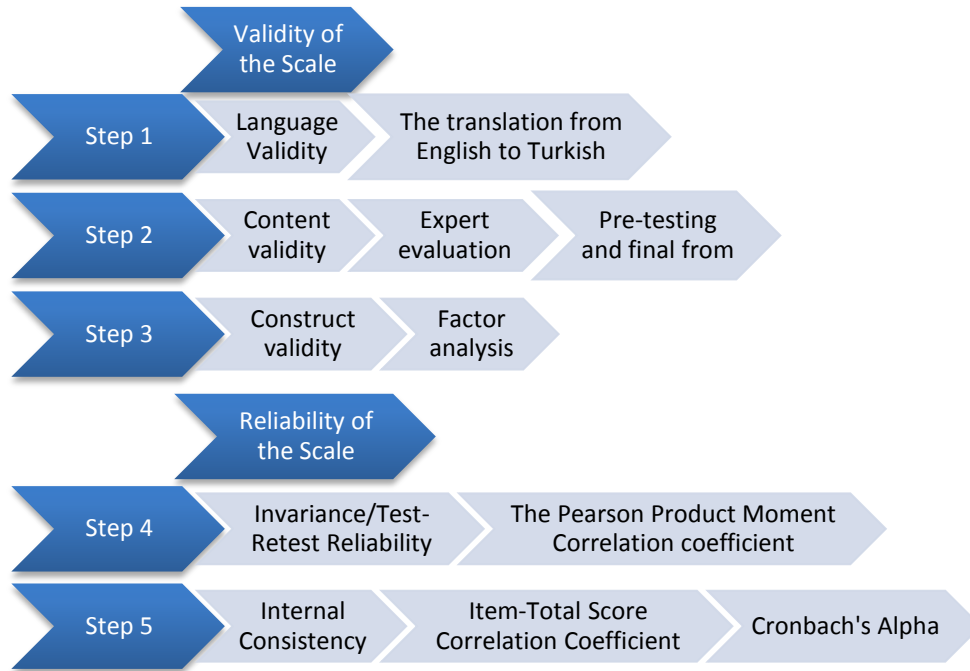 Validity of
the Scale
Step 1
Language
Validity
The translation from
English to Turkish
Step 2
Content
validity
Expert
evaluation
Pre-testing
and final from
Step 3
Construct
validity
Factor
analysis
Reliability of
the Scale
Step 4
Invariance/Test-
Retest Reliability
The Pearson Product Moment
Correlation coefficient
Step 5
Internal
Consistency
Item-Total Score
Correlation Coefficient
Cronbach's Alpha